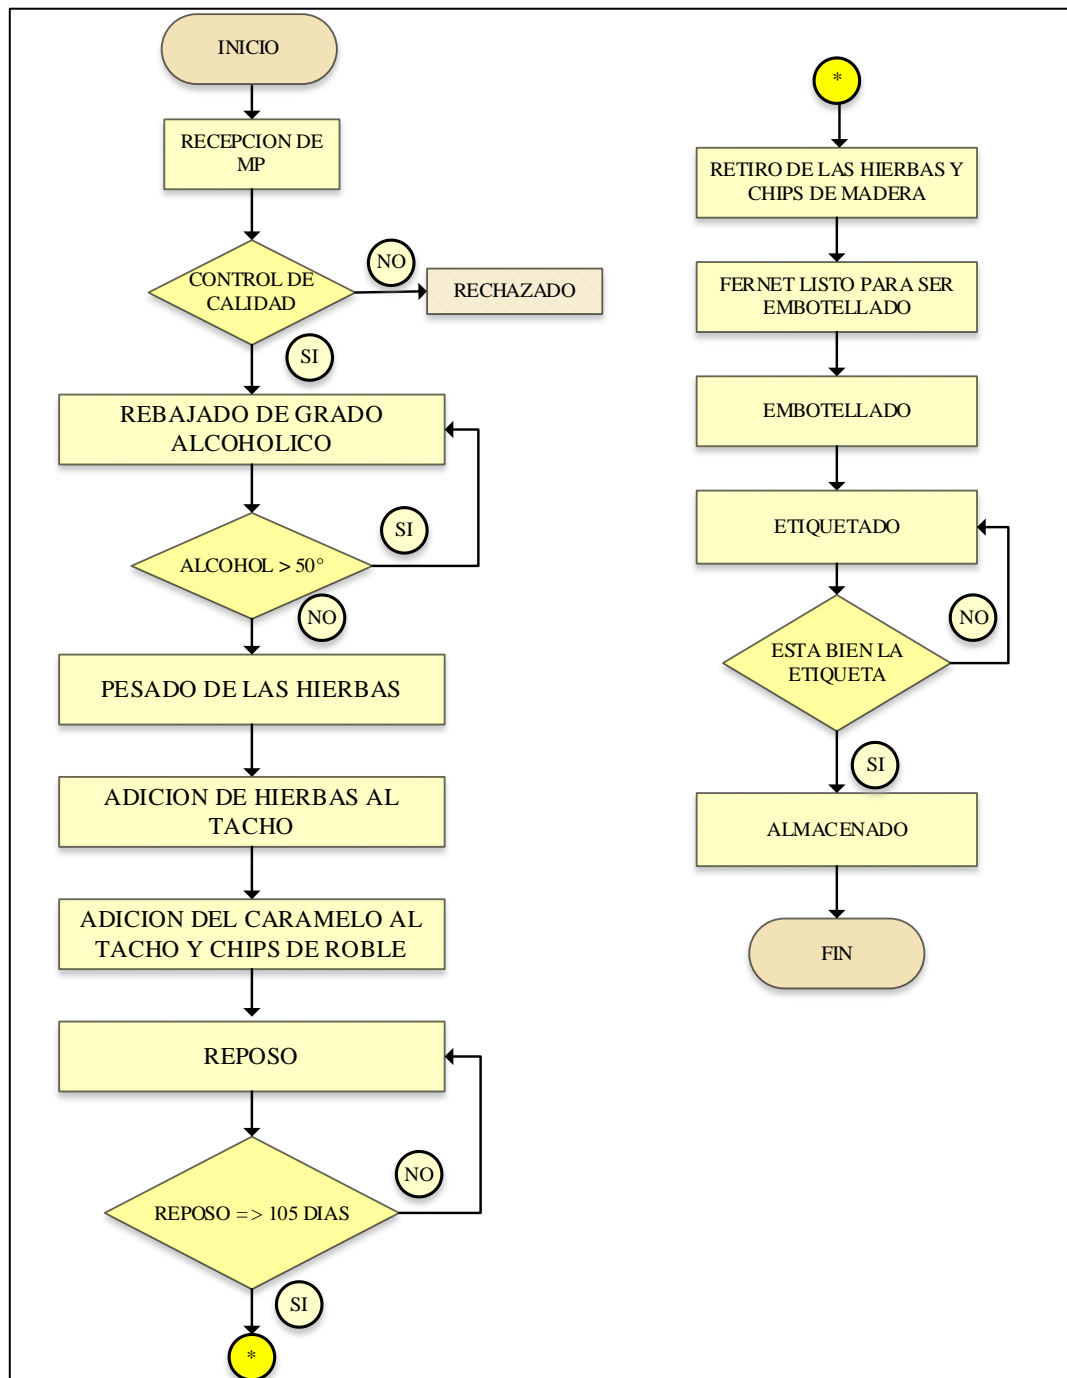 INICIO
RECEPCION DE
MP
CONTROL DE
CALIDAD
NO
RECHAZADO
SI
REBAJADO DE GRADO
ALCOHOLICO
SI
ALCOHOL > 50°
NO
PESADO DE LAS HIERBAS
ADICION DE HIERBAS AL
TACHO
ADICION DEL CARAMELO AL
TACHO Y CHIPS DE ROBLE
REPOSO
NO
REPOSO = > 105 DIAS
SI
*
*
RETIRO DE LAS HIERBAS Y
CHIPS DE MADERA
FERNET LISTO PARA SER
EMBOTELLADO
EMBOTELLADO
ETIQUETADO
NO
ESTA BIEN LA
ETIQUETA
SI
ALMACENADO
FIN